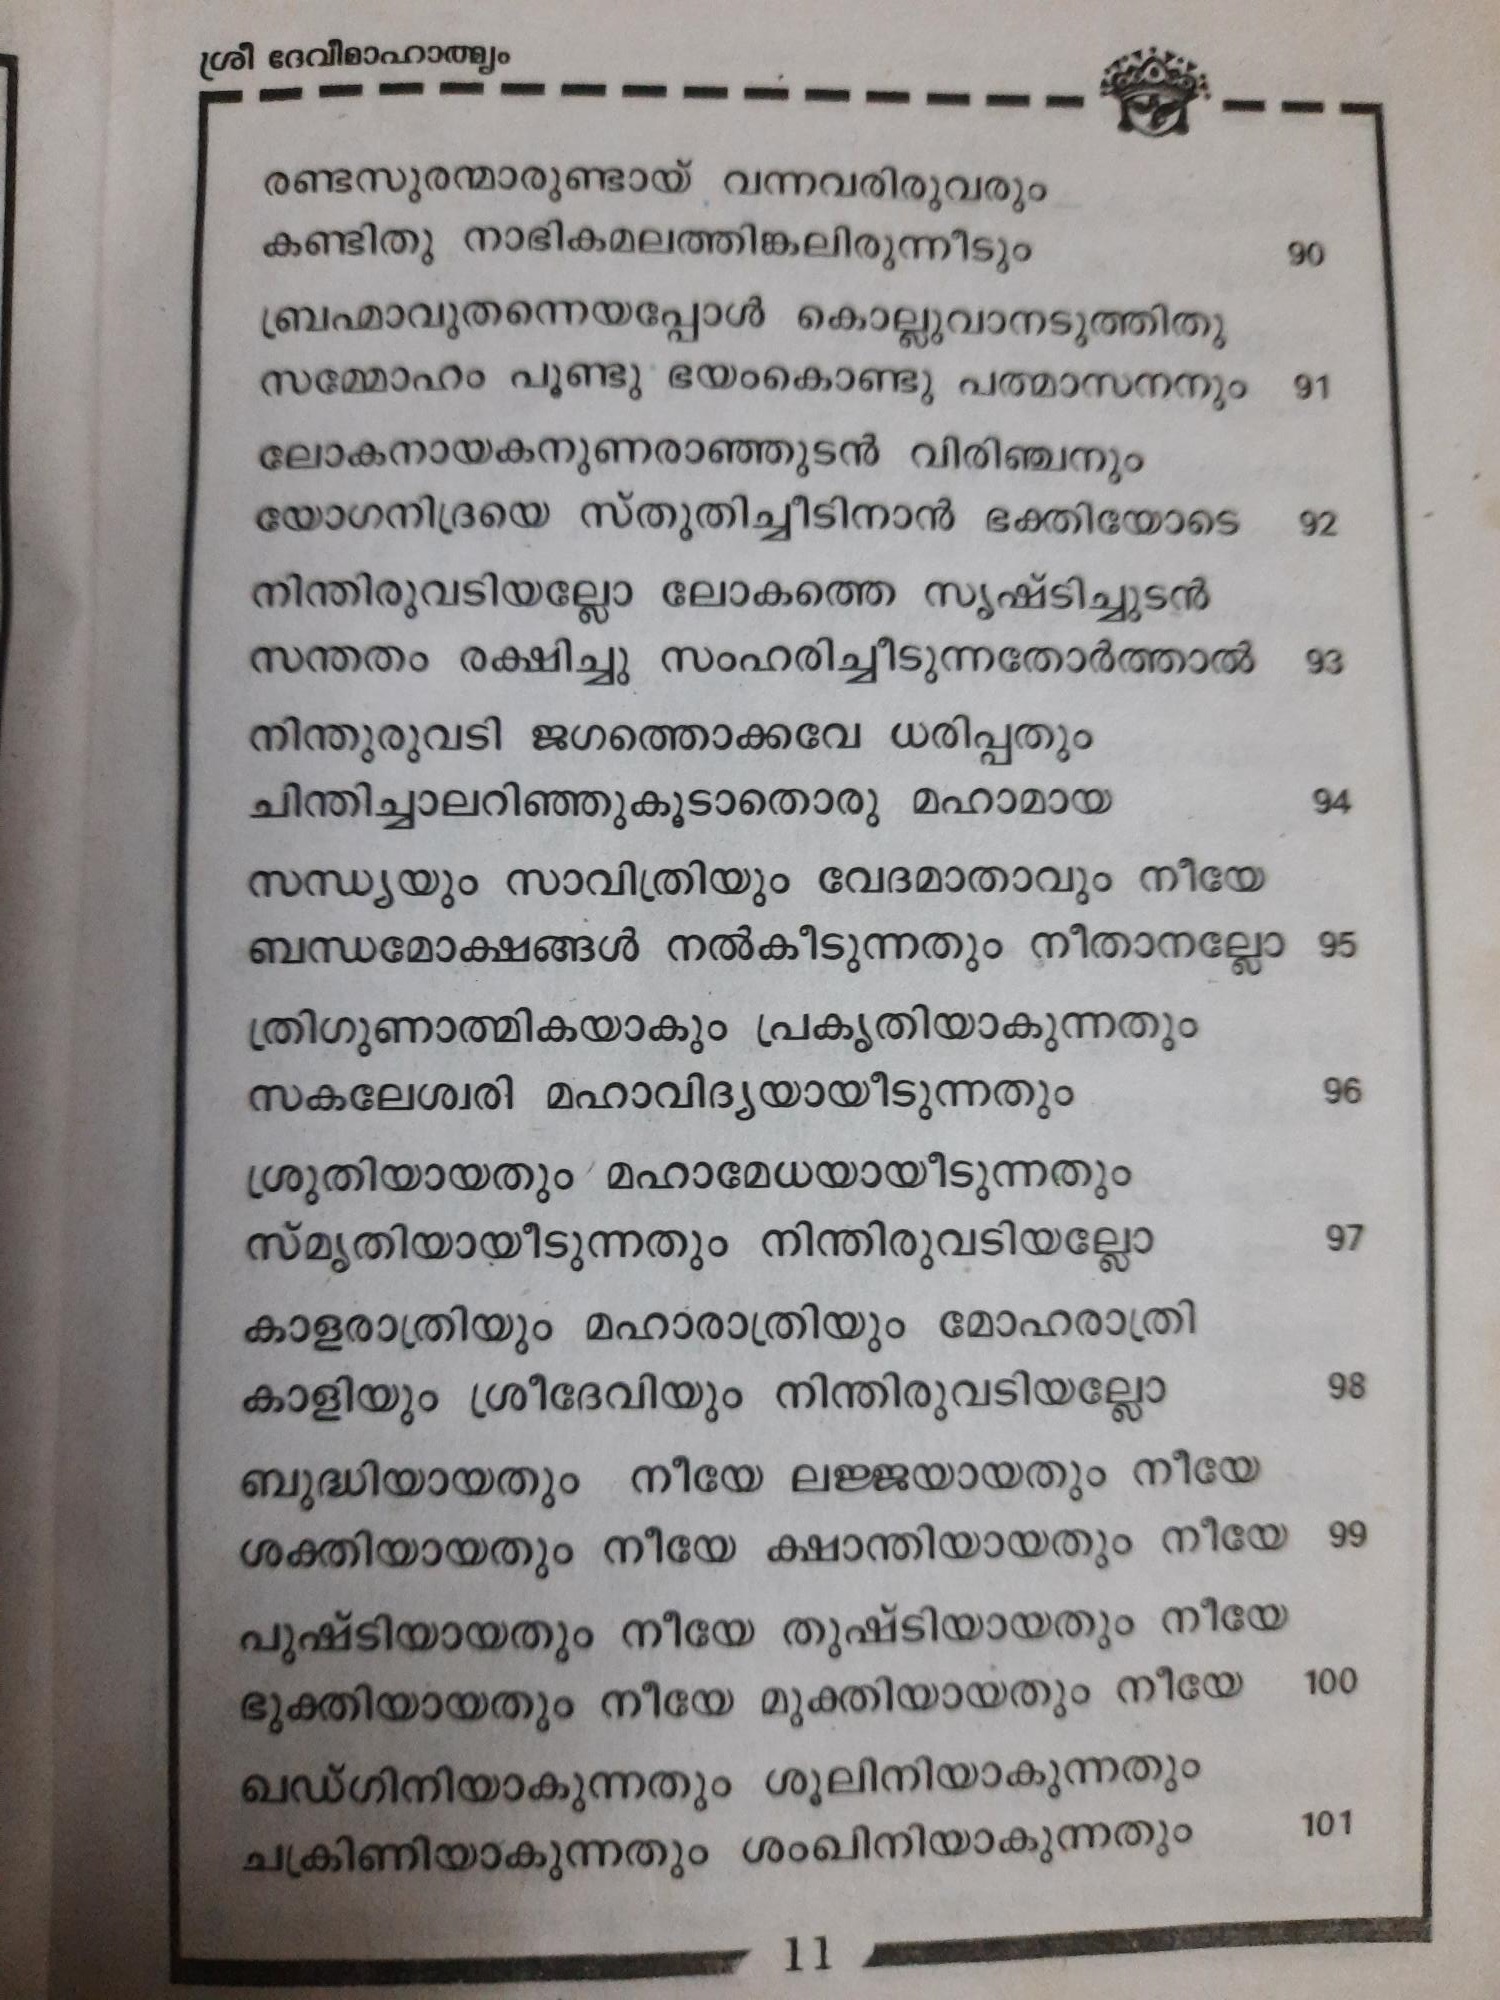 ശ്രീ ദേവീമാഹാത്മ്യം
രണ്ടസുരന്മാരുണ്ടായ് വന്നവരിരുവരും
കണ്ടിതു നാഭികമലത്തിങ്കലിരുന്നീടും 90
ബ്രഹ്മാവുതന്നെയപ്പോൾ കൊല്ലുവാനടുത്തിതു
സമ്മോഹം പൂണ്ടു ഭയംകൊണ്ടു പത്മാസനനും 91
ലോകനായകനുണരാഞ്ഞുടൻ വിരിഞ്ചനും
യോഗനിദ്രയെ സ്തുതിച്ചീടിനാൻ ഭക്തിയോടെ 92
നിന്തിരുവടിയല്ലോ ലോകത്തെ സൃഷ്ടിച്ചുടൻ
സന്തതം രക്ഷിച്ചു സംഹരിച്ചീടുന്നതോർത്താൽ 93
നിന്തുരുവടി ജഗത്തൊക്കവേ ധരിപ്പതും
ചിന്തിച്ചാലറിഞ്ഞുകൂടാതൊരു മഹാമായ 94
സന്ധ്യയും സാവിത്രിയും വേദമാതാവും നീയേ
ബന്ധമോക്ഷങ്ങൾ നൽകീടുന്നതും നീതാനല്ലോ 95
ത്രിഗുണാത്മികയാകും പ്രകൃതിയാകുന്നതും
സകലേശ്വരി മഹാവിദ്യയായീടുന്നതും 96
ശ്രുതിയായതും മഹാമേധയായീടുന്നതും
സ്മൃതിയായീടുന്നതും നിന്തിരുവടിയല്ലോ 97
കാളരാത്രിയും മഹാരാത്രിയും മോഹരാത്രി
കാളിയും ശ്രീദേവിയും നിന്തിരുവടിയല്ലോ 98
ബുദ്ധിയായതും നീയേ ലജ്ജയായതും നീയേ
ശക്തിയായതും നീയേ ക്ഷാന്തിയായതും നീയേ 99
പുഷ്ടിയായതും നീയേ തുഷ്ടിയായതും നീയേ
ഭുക്തിയായതും നീയേ മുക്തിയായതും നീയേ 100
ഖഡ്ഗിനിയാകുന്നതും ശൂലിനിയാകുന്നതും
ചക്രിണിയാകുന്നതും ശംഖിനിയാകുന്നതും 101
11